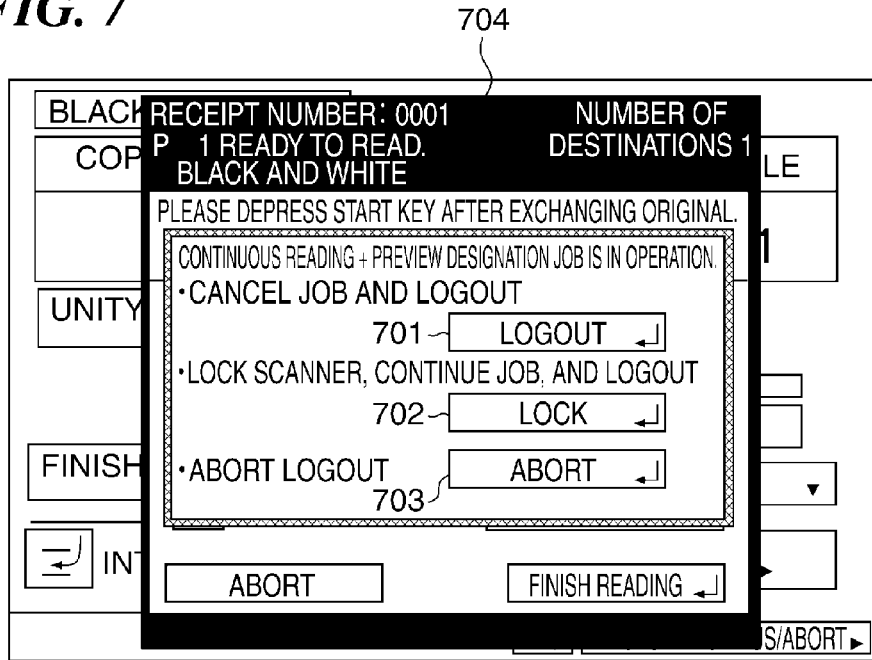 FIG. 7
704
BLACK
RECEIPT NUMBER: 0001
NUMBER OF
COP
P 1 READY TO READ.
DESTINATIONS 1
LE
BLACK AND WHITE
PLEASE DEPRESS START KEY AFTER EXCHANGING ORIGINAL.
1
CONTINUOUS READING + PREVIEW DESIGNATION JOB IS IN OPERATION.
•CANCEL JOB AND LOGOUT
UNITY
701
LOGOUT
•LOCK SCANNER, CONTINUE JOB, AND LOGOUT
702
LOCK
FINISH
•ABORT LOGOUT
ABORT
703
INT
ABORT
FINISH READING
S/ABORT